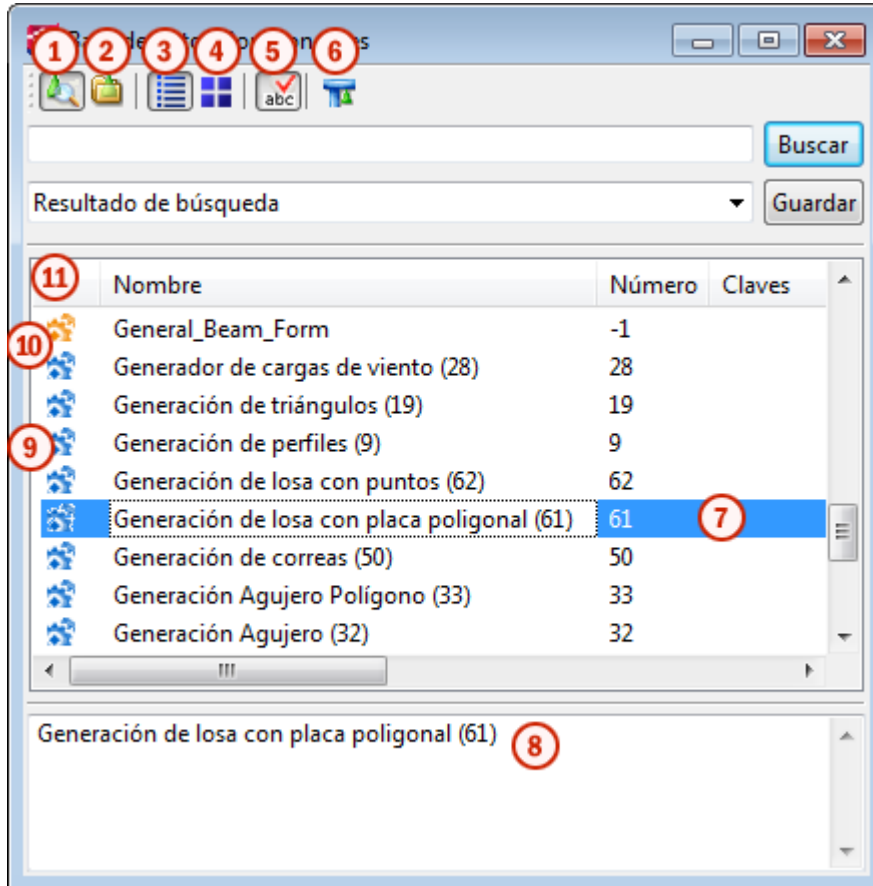 1 2 3 4 5 6
abc
Buscar
Resultado de búsqueda
Guardar
11 Nombre Número Claves
General_Beam_Form -1
10
Generador de cargas de viento (28) 28
Generación de triángulos (19) 19
9 Generación de perfiles (9) 9
Generación de losa con puntos (62) 62
Generación de losa con placa poligonal (61) 61 7
Generación de correas (50) 50
Generación Agujero Polígono (33) 33
Generación Agujero (32) 32
Generación de losa con placa poligonal (61) 8